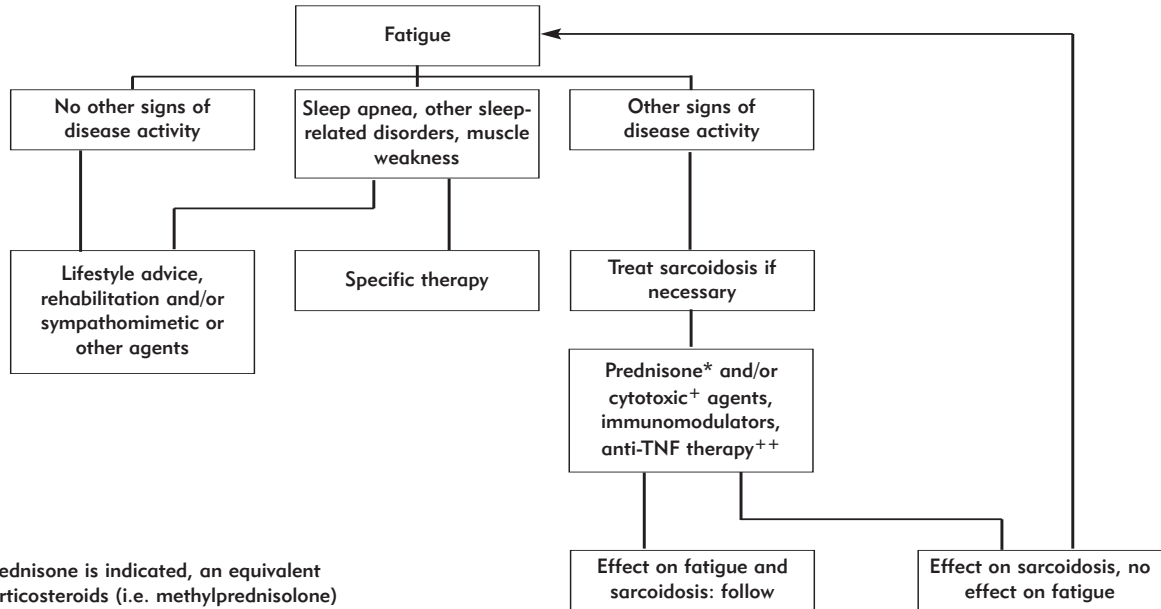 Fatigue
No other signs of
disease activity
Sleep apnea, other sleep-
related disorders, muscle
weakness
Other signs of
disease activity
Lifestyle advice,
rehabilitation and/or
sympathomimetic or
other agents
Specific therapy
Treat sarcoidosis if
necessary
Prednisone* and/or
cytotoxic+ agents,
immunomodulators,
anti-TNF therapy++
Effect on fatigue and
sarcoidosis: follow
Effect on sarcoidosis, no
effect on fatigue
ednisone is indicated, an equivalent
rticosteroids (i.e. methylprednisolone)